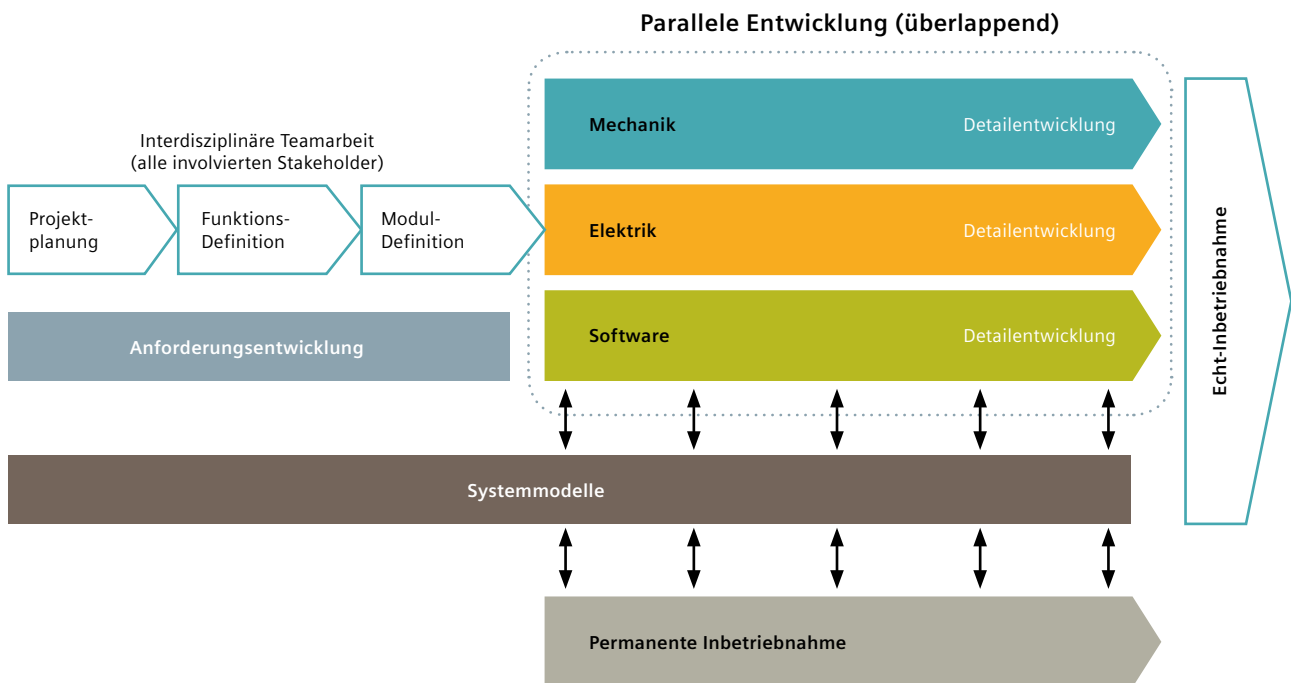 Parallele Entwicklung (überlappend)
Interdisziplinäre Teamarbeit
(alle involvierten Stakeholder)
Projekt-
planung
Funktions-
Definition
Modul-
Definition
Mechanik
Detailentwicklung
Elektrik
Detailentwicklung
Software
Detailentwicklung
Anforderungsentwicklung
Systemmodelle
Permanente Inbetriebnahme
Echt-Inbetriebnahme